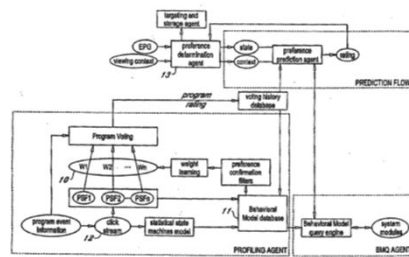 targeting and
storage agent
EPG
viewing context
preference
determination
agent
13
state
context
preference
prediction agent
rating
PREDICTION FLOW
program
rating
voting history
database
Program Voting
W1 W2 ... Wn
10
weight
learning
preference
confirmation
filters
PSF1 PSF2 PSFn
11
Behavioral
Model database
program event
information
click
stream
12
statistical state
machines model
Behavioral Model
query engine
system
modules
PROFILING AGENT
BMQ AGENT